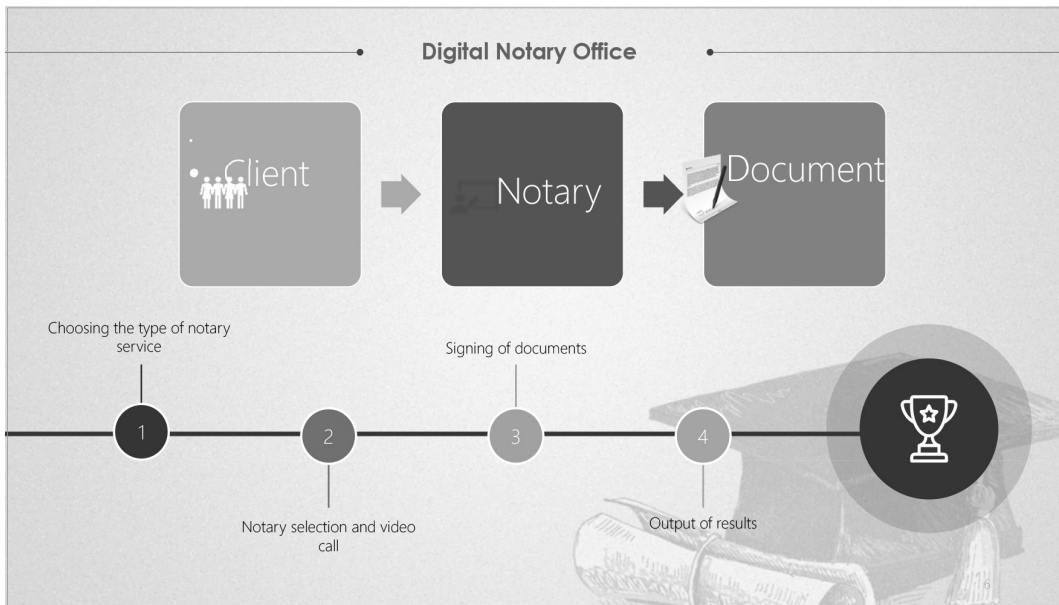 Digital Notary Office
Client
Notary
Document
Choosing the type of notary
service
Signing of documents
1
2
3
4
Notary selection and video
call
Output of results
6